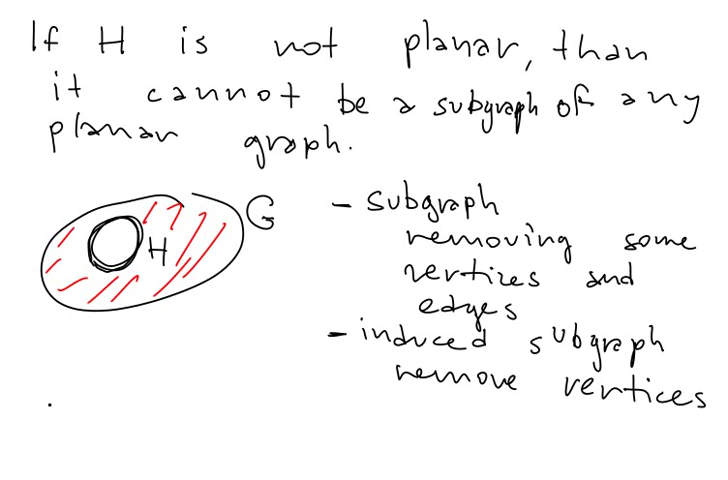 If H is not planar, than
it cannot be a subgraph of any
planar graph.
G
H
- subgraph
removing some
vertizes and
edges
- induced subgraph
remove vertices